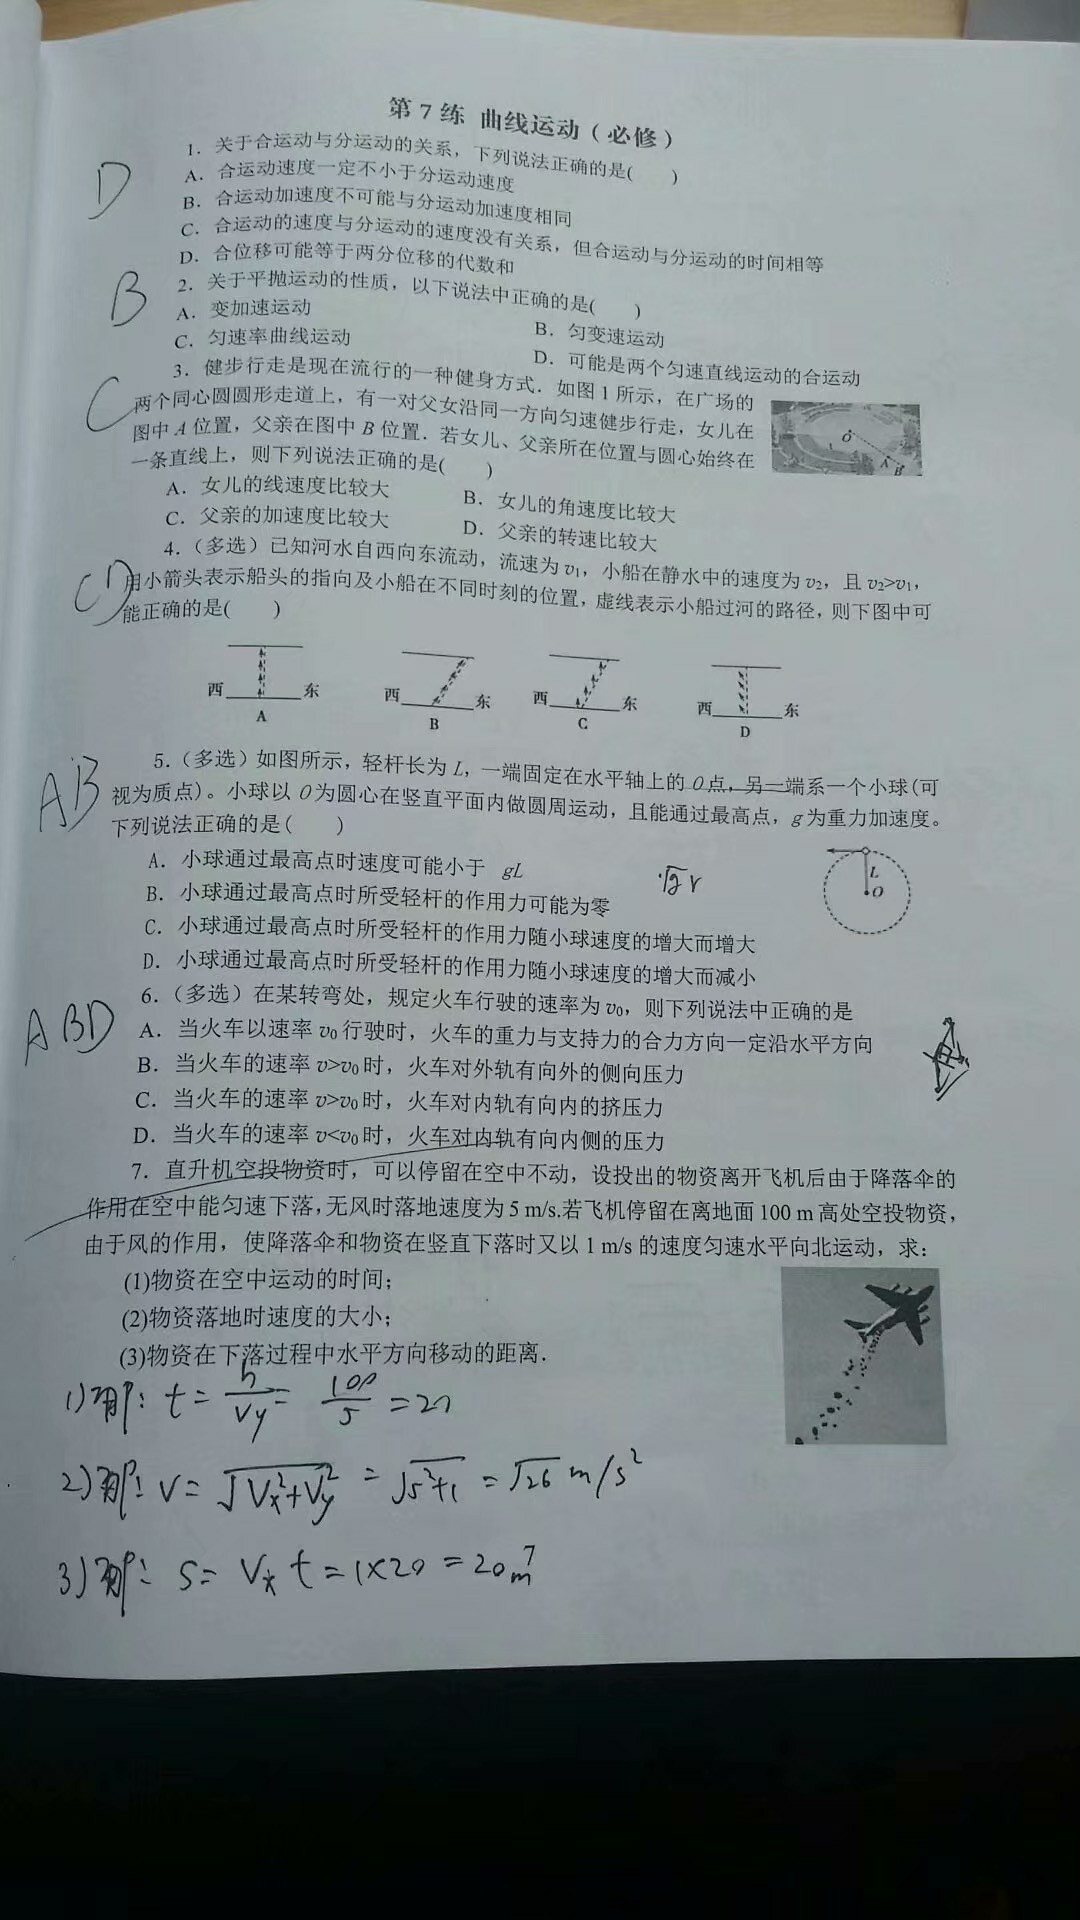 第 7 练 曲线运动（必修）
1．关于合运动与分运动的关系，下列说法正确的是(　　)
D
A．合运动速度一定不小于分运动速度
B．合运动加速度不可能与分运动加速度相同
C．合运动的速度与分运动的速度没有关系，但合运动与分运动的时间相等
D．合位移可能等于两分位移的代数和
B
2．关于平抛运动的性质，以下说法中正确的是(　　)
A．变加速运动
B．匀变速运动
C．匀速率曲线运动
D．可能是两个匀速直线运动的合运动
C
3．健步行走是现在流行的一种健身方式．如图 1 所示，在广场的
两个同心圆圆形走道上，有一对父女沿同一方向匀速健步行走，女儿在
图中 A 位置，父亲在图中 B 位置．若女儿、父亲所在位置与圆心始终在
一条直线上，则下列说法正确的是(　　)
O
A B
A．女儿的线速度比较大
B．女儿的角速度比较大
C．父亲的加速度比较大
D．父亲的转速比较大
CD
4．（多选）已知河水自西向东流动，流速为 v₁，小船在静水中的速度为 v₂，且 v₂>v₁，
用小箭头表示船头的指向及小船在不同时刻的位置，虚线表示小船过河的路径，则下图中可
能正确的是(　　)
西 东 西 东 西 东 西 东
A B C D
AB
5．（多选）如图所示，轻杆长为 L，一端固定在水平轴上的 O 点，另一端系一个小球（可
视为质点）。小球以 O 为圆心在竖直平面内做圆周运动，且能通过最高点，g 为重力加速度。
下列说法正确的是（　　）
A．小球通过最高点时速度可能小于 gL
√gr
L
O
B．小球通过最高点时所受轻杆的作用力可能为零
C．小球通过最高点时所受轻杆的作用力随小球速度的增大而增大
D．小球通过最高点时所受轻杆的作用力随小球速度的增大而减小
ABD
6．（多选）在某转弯处，规定火车行驶的速率为 v₀，则下列说法中正确的是
A．当火车以速率 v₀ 行驶时，火车的重力与支持力的合力方向一定沿水平方向
B．当火车的速率 v>v₀ 时，火车对外轨有向外的侧向压力
C．当火车的速率 v>v₀ 时，火车对内轨有向内的挤压力
D．当火车的速率 v<v₀ 时，火车对内轨有向内侧的压力
7．直升机空投物资时，可以停留在空中不动，设投出的物资离开飞机后由于降落伞的
作用在空中能匀速下落，无风时落地速度为 5 m/s.若飞机停留在离地面 100 m 高处空投物资，
由于风的作用，使降落伞和物资在竖直下落时又以 1 m/s 的速度匀速水平向北运动，求：
(1)物资在空中运动的时间；
(2)物资落地时速度的大小；
(3)物资在下落过程中水平方向移动的距离．
1)解: t = h/Vy = 100/5 = 20
2)解: V = √Vx²+Vy² = √5²+1 = √26 m/s²
3)解: S = Vx t = 1×20 = 20m